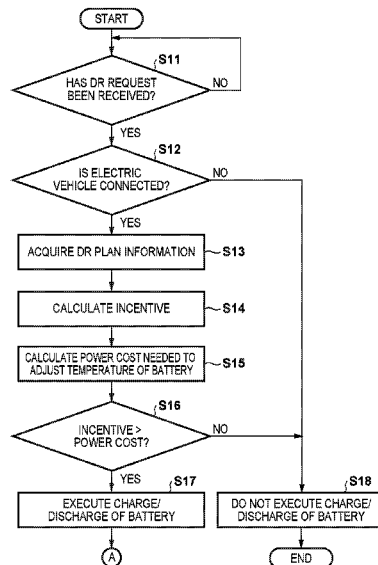 START
S11
HAS DR REQUEST
BEEN RECEIVED?
NO
YES
S12
IS ELECTRIC
VEHICLE CONNECTED?
NO
YES
ACQUIRE DR PLAN INFORMATION
S13
CALCULATE INCENTIVE
S14
CALCULATE POWER COST NEEDED TO
ADJUST TEMPERATURE OF BATTERY
S15
S16
INCENTIVE >
POWER COST?
NO
YES
S17
EXECUTE CHARGE/
DISCHARGE OF BATTERY
S18
DO NOT EXECUTE CHARGE/
DISCHARGE OF BATTERY
A
END